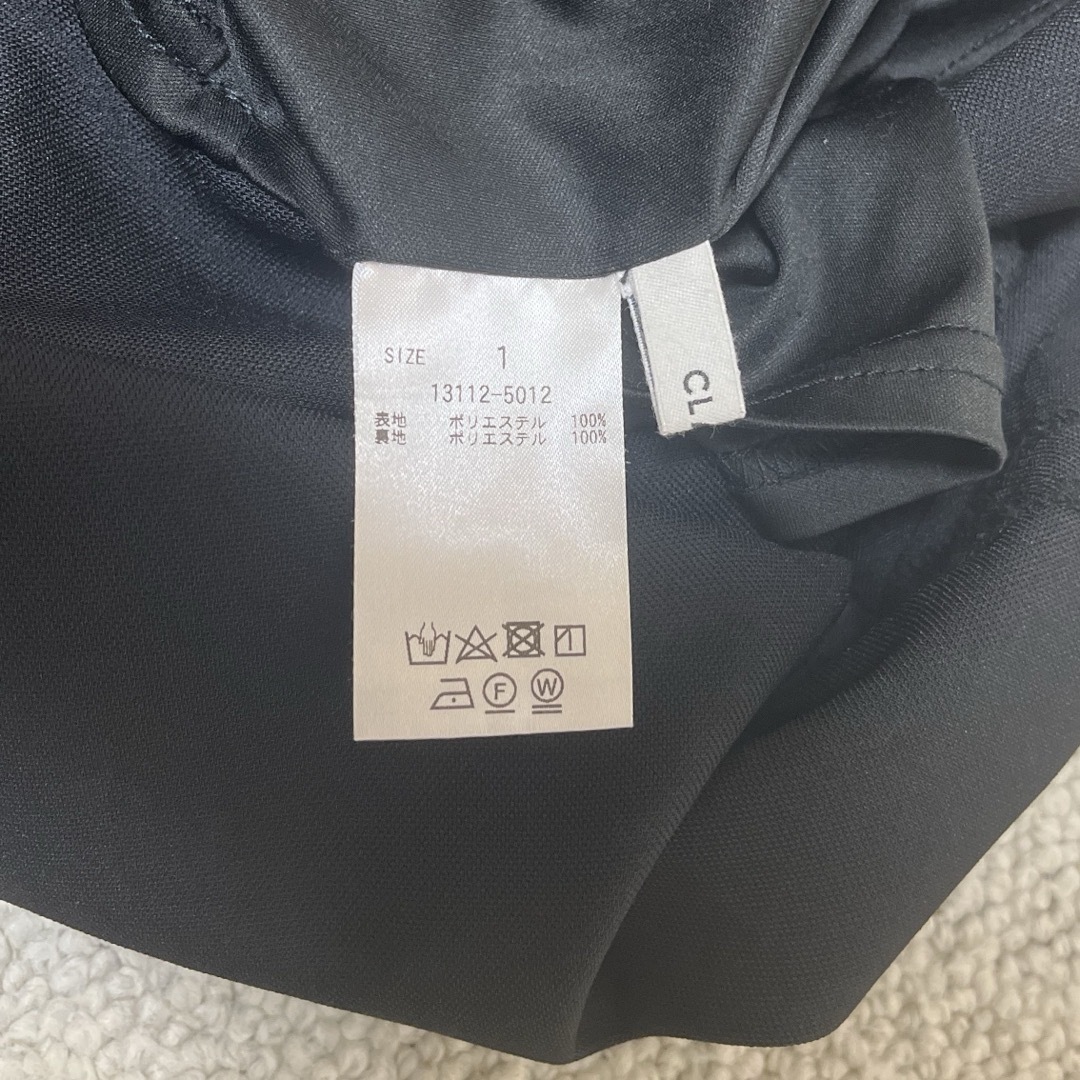 SIZE 1
13112-5012
表地 ポリエステル 100%
裏地 ポリエステル 100%
F W
CL